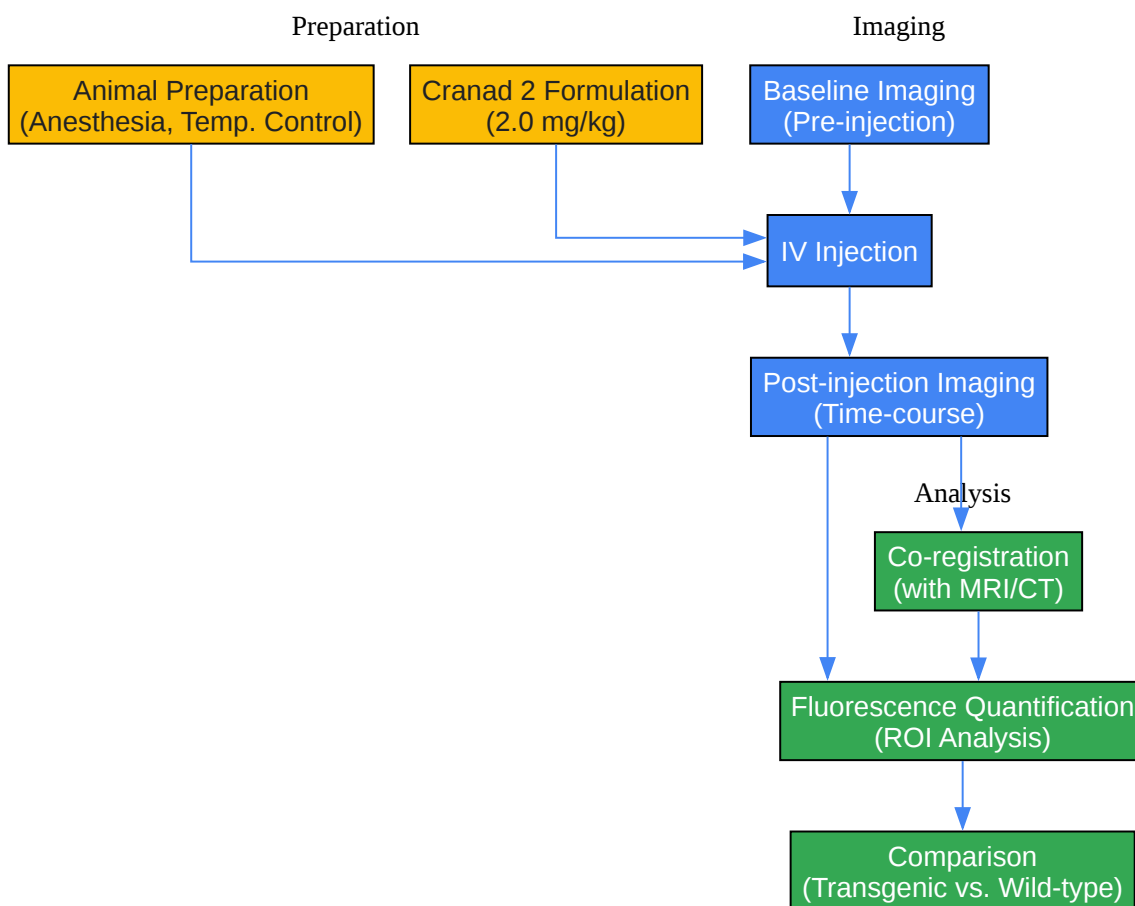 Preparation
Imaging
Animal Preparation
(Anesthesia, Temp. Control)
Cranad 2 Formulation
(2.0 mg/kg)
Baseline Imaging
(Pre-injection)
IV Injection
Post-injection Imaging
(Time-course)
Analysis
Co-registration
(with MRI/CT)
Fluorescence Quantification
(ROI Analysis)
Comparison
(Transgenic vs. Wild-type)